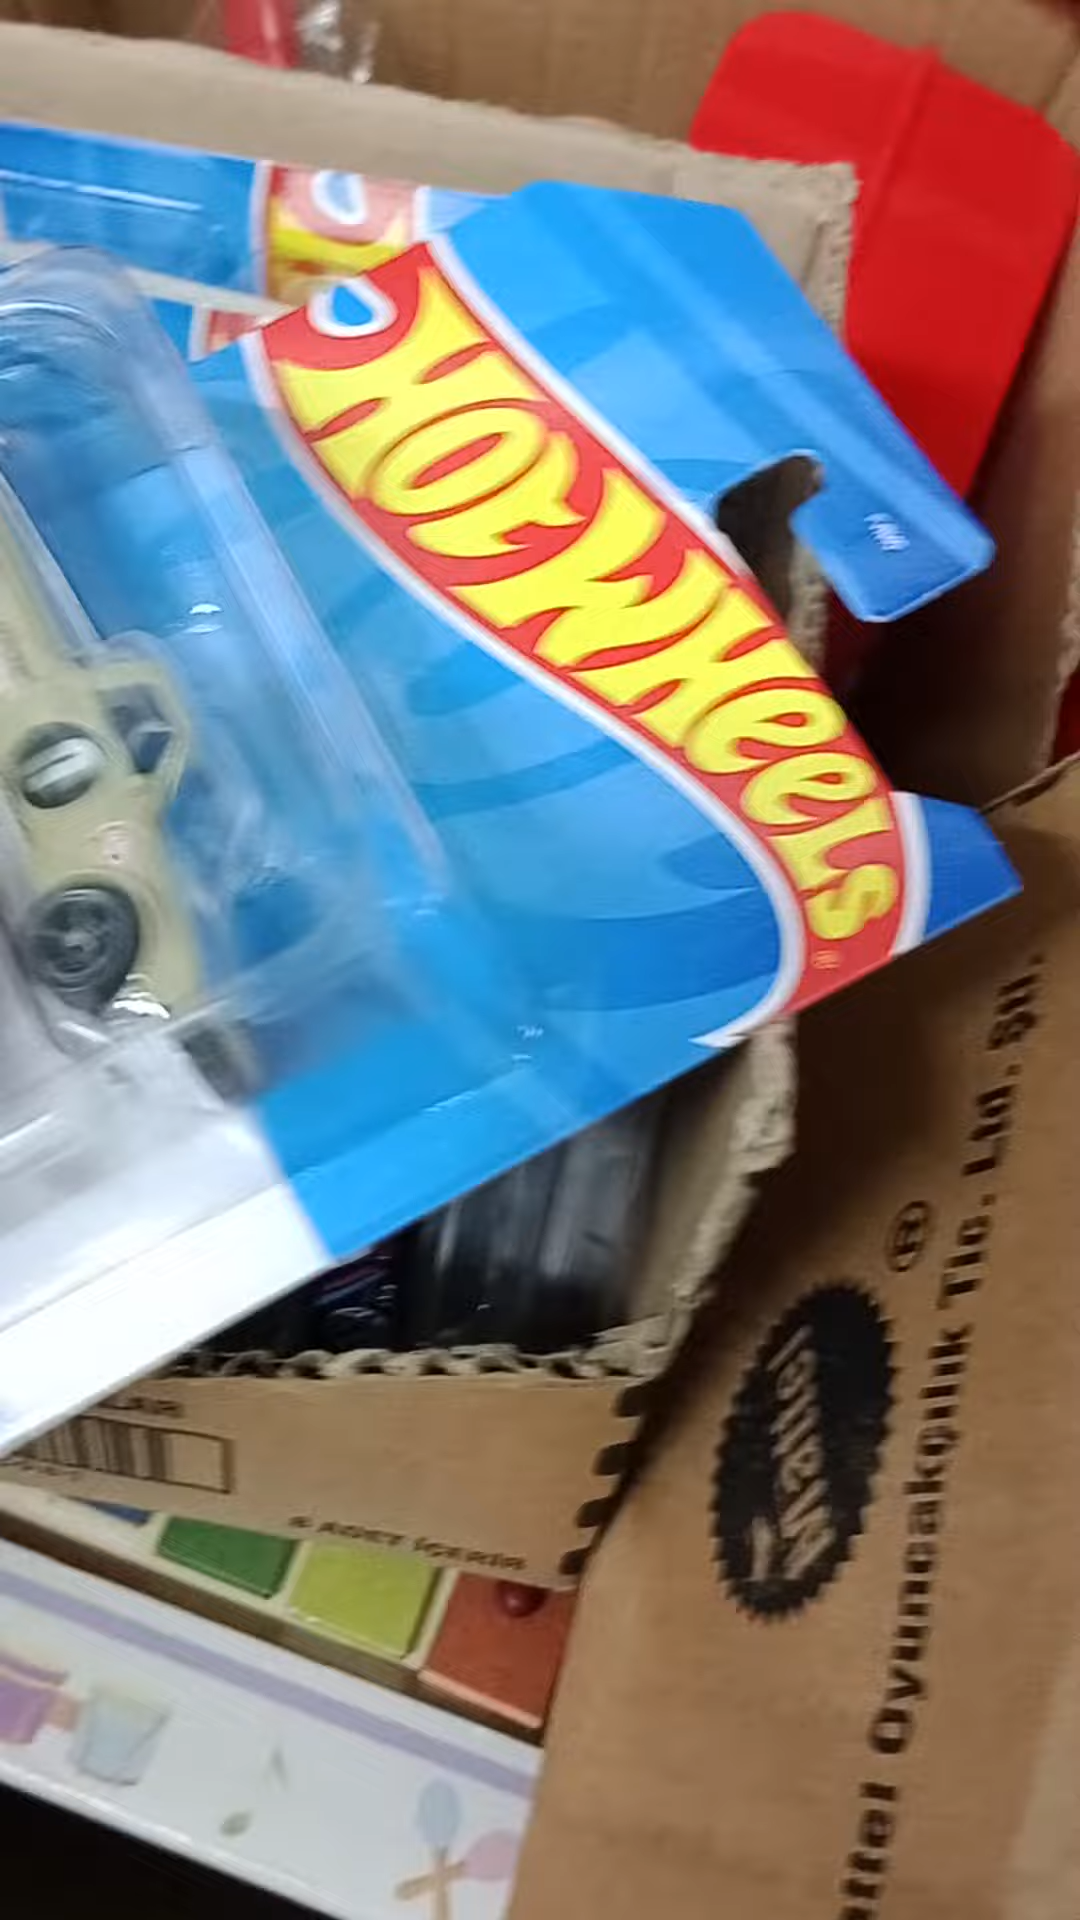 HOT WHEELS®
Mattel
®
attel Oyuncakçılık Tic. Ltd. Şti.
6 ADET İÇERİR